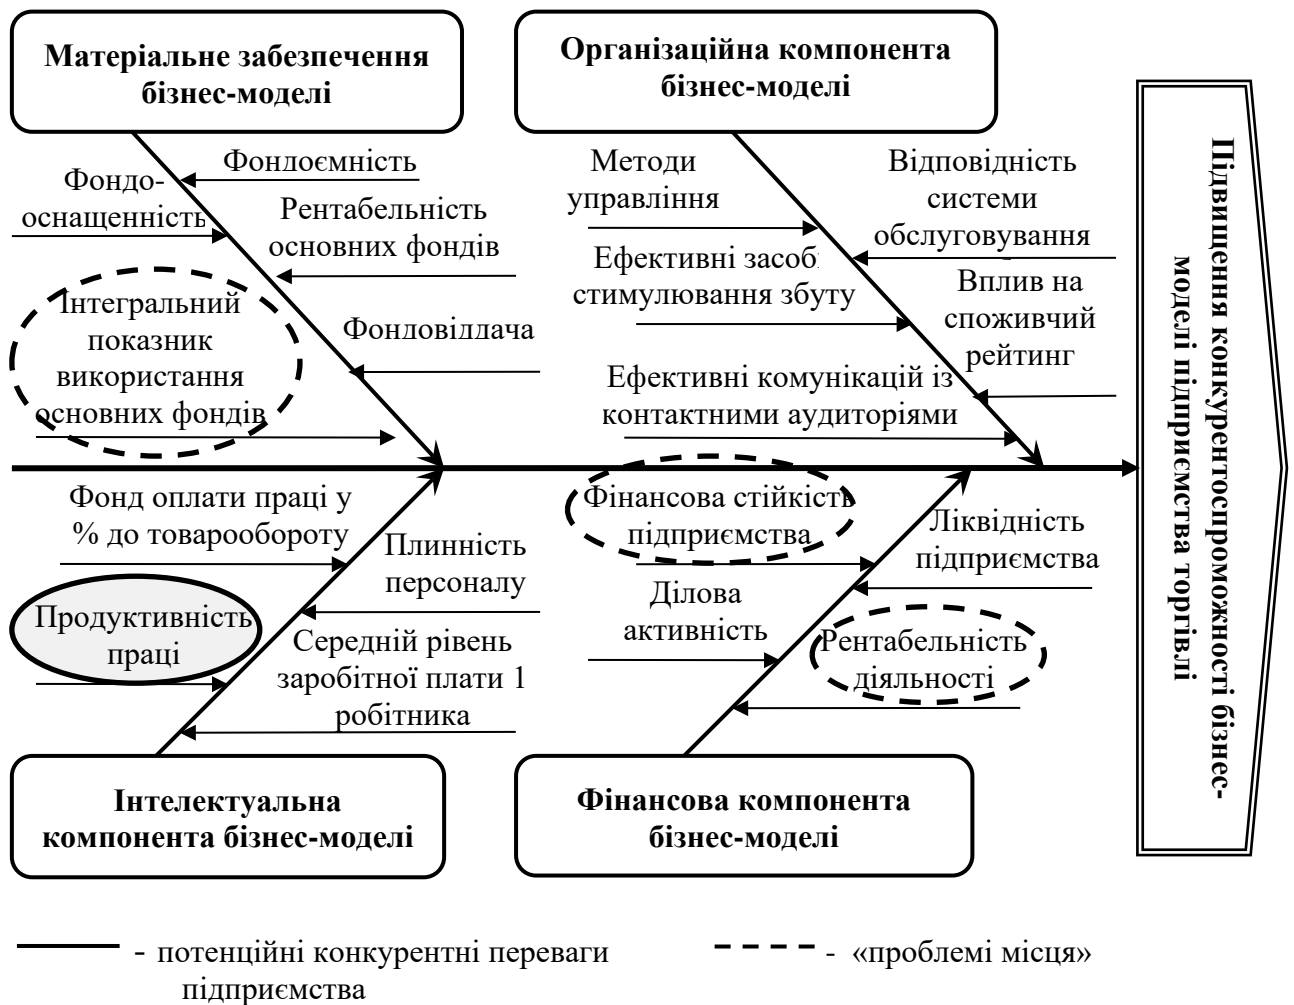 Матеріальне забезпечення
бізнес-моделі
Організаційна компонента
бізнес-моделі
Фондоємність
Фондо-
оснащенність
Рентабельність
основних фондів
Інтегральний
показник
використання
основних фондів
Фондовіддача
Методи
управління
Відповідність
системи
обслуговування
Ефективні засоб
стимулювання збуту
Вплив на
споживчий
рейтинг
Ефективні комунікацій із
контактними аудиторіями
Фонд оплати праці у
% до товарообороту
Плинність
персоналу
Продуктивність
праці
Середній рівень
заробітної плати 1
робітника
Фінансова стійкість
підприємства
Ліквідність
підприємства
Ділова
активність
Рентабельність
діяльності
Інтелектуальна
компонента бізнес-моделі
Фінансова компонента
бізнес-моделі
Підвищення конкурентоспроможності бізнес-
моделі підприємства торгівлі
- потенційні конкурентні переваги
підприємства
- «проблемі місця»